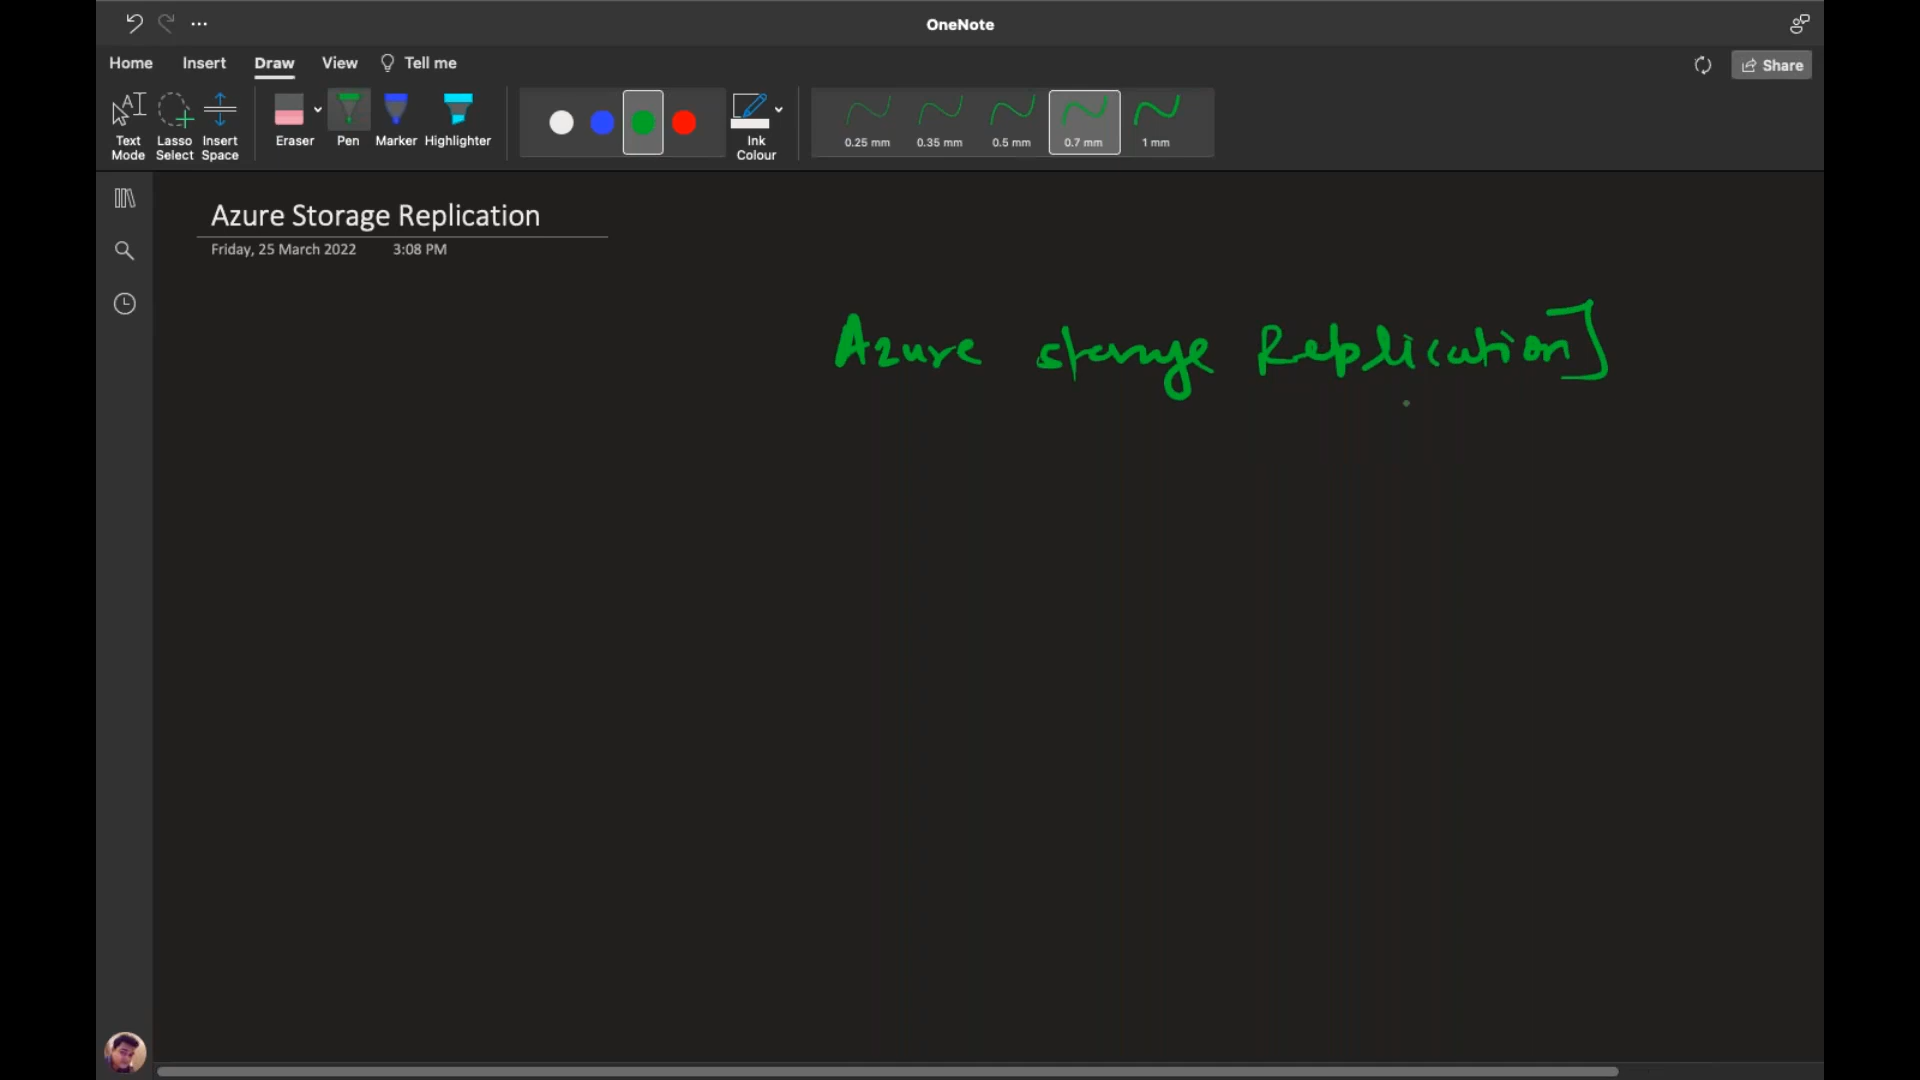 OneNote
Home Insert Draw View Tell me
Share
Text Mode
Lasso Select
Insert Space
Eraser
Pen
Marker
Highlighter
Ink Colour
0.25 mm
0.35 mm
0.5 mm
0.7 mm
1 mm
Azure Storage Replication
Friday, 25 March 2022 3:08 PM
Azure storage Replication]